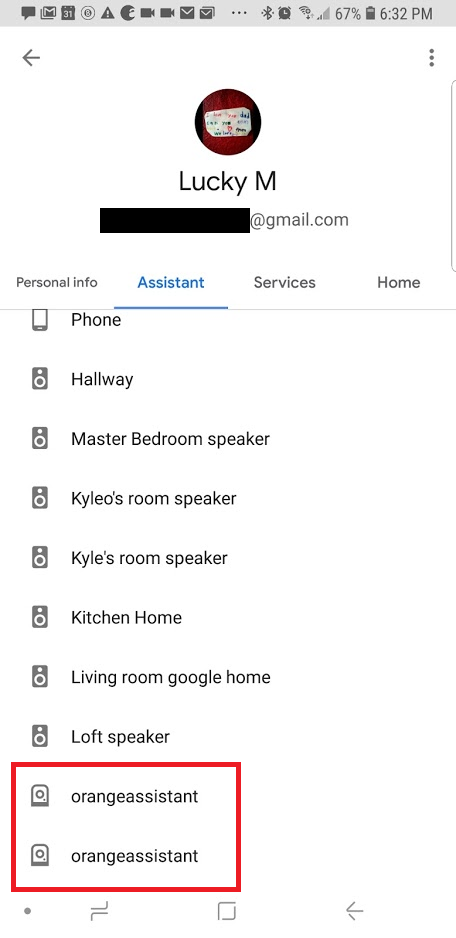 31
67% 6:32 PM
Lucky M
@gmail.com
Personal info Assistant Services Home
Phone
Hallway
Master Bedroom speaker
Kyleo's room speaker
Kyle's room speaker
Kitchen Home
Living room google home
Loft speaker
orangeassistant
orangeassistant